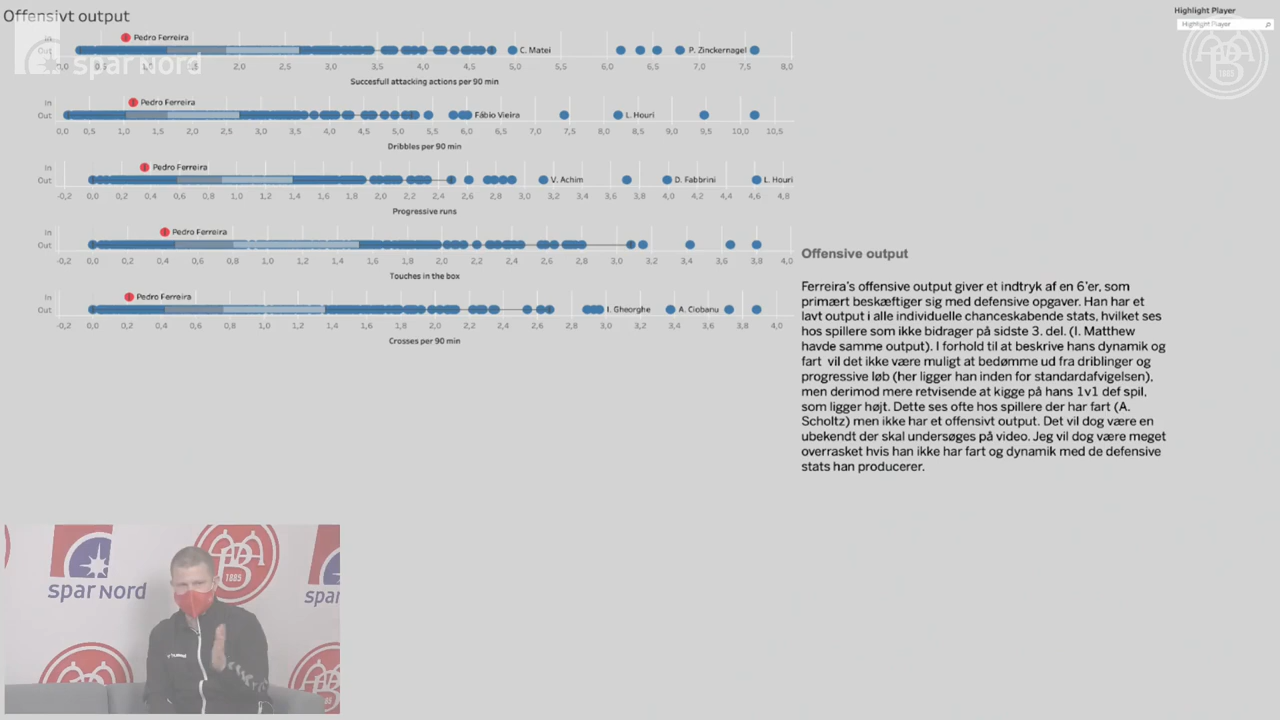 Offensivt output
Highlight Player
Highlight Player
spar nord
1885
In
Pedro Ferreira
Out
C. Matei
P. Zinckernagel
0,0 1,0 1,5 2,0 2,5 3,0 3,5 4,0 4,5 5,0 5,5 6,0 6,5 7,0 7,5 8,0
Succesfull attacking actions per 90 min
In
Pedro Ferreira
Out
Fábio Vieira
L. Houri
0,0 0,5 1,0 1,5 2,0 2,5 3,0 3,5 4,0 4,5 5,0 5,5 6,0 6,5 7,0 7,5 8,0 8,5 9,0 9,5 10,0 10,5
Dribbles per 90 min
In
Pedro Ferreira
Out
V. Achim
D. Fabbrini
L. Houri
-0,2 0,0 0,2 0,4 0,6 0,8 1,0 1,2 1,4 1,6 1,8 2,0 2,2 2,4 2,6 2,8 3,0 3,2 3,4 3,6 3,8 4,0 4,2 4,4 4,6 4,8
Progressive runs
In
Pedro Ferreira
Out
-0,2 0,0 0,2 0,4 0,6 0,8 1,0 1,2 1,4 1,6 1,8 2,0 2,2 2,4 2,6 2,8 3,0 3,2 3,4 3,6 3,8 4,0
Touches in the box
In
Pedro Ferreira
Out
I. Gheorghe
A. Ciobanu
-0,2 0,0 0,2 0,4 0,6 0,8 1,0 1,2 1,4 1,6 1,8 2,0 2,2 2,4 2,6 2,8 3,0 3,2 3,4 3,6 3,8 4,0
Crosses per 90 min
Offensive output
Ferreira's offensive output giver et indtryk af en 6'er, som
primært beskæftiger sig med defensive opgaver. Han har et
lavt output i alle individuelle chanceskabende stats, hvilket ses
hos spillere som ikke bidrager på sidste 3. del. (I. Matthew
havde samme output). I forhold til at beskrive hans dynamik og
fart vil det ikke være muligt at bedømme ud fra driblinger og
progressive løb (her ligger han inden for standardafvigelsen),
men derimod mere retvisende at kigge på hans 1v1 def spil,
som ligger højt. Dette ses ofte hos spillere der har fart (A.
Scholtz) men ikke har et offensivt output. Det vil dog være en
ubekendt der skal undersøges på video. Jeg vil dog være meget
overrasket hvis han ikke har fart og dynamik med de defensive
stats han producerer.
spar nord
1885
spar
hummel